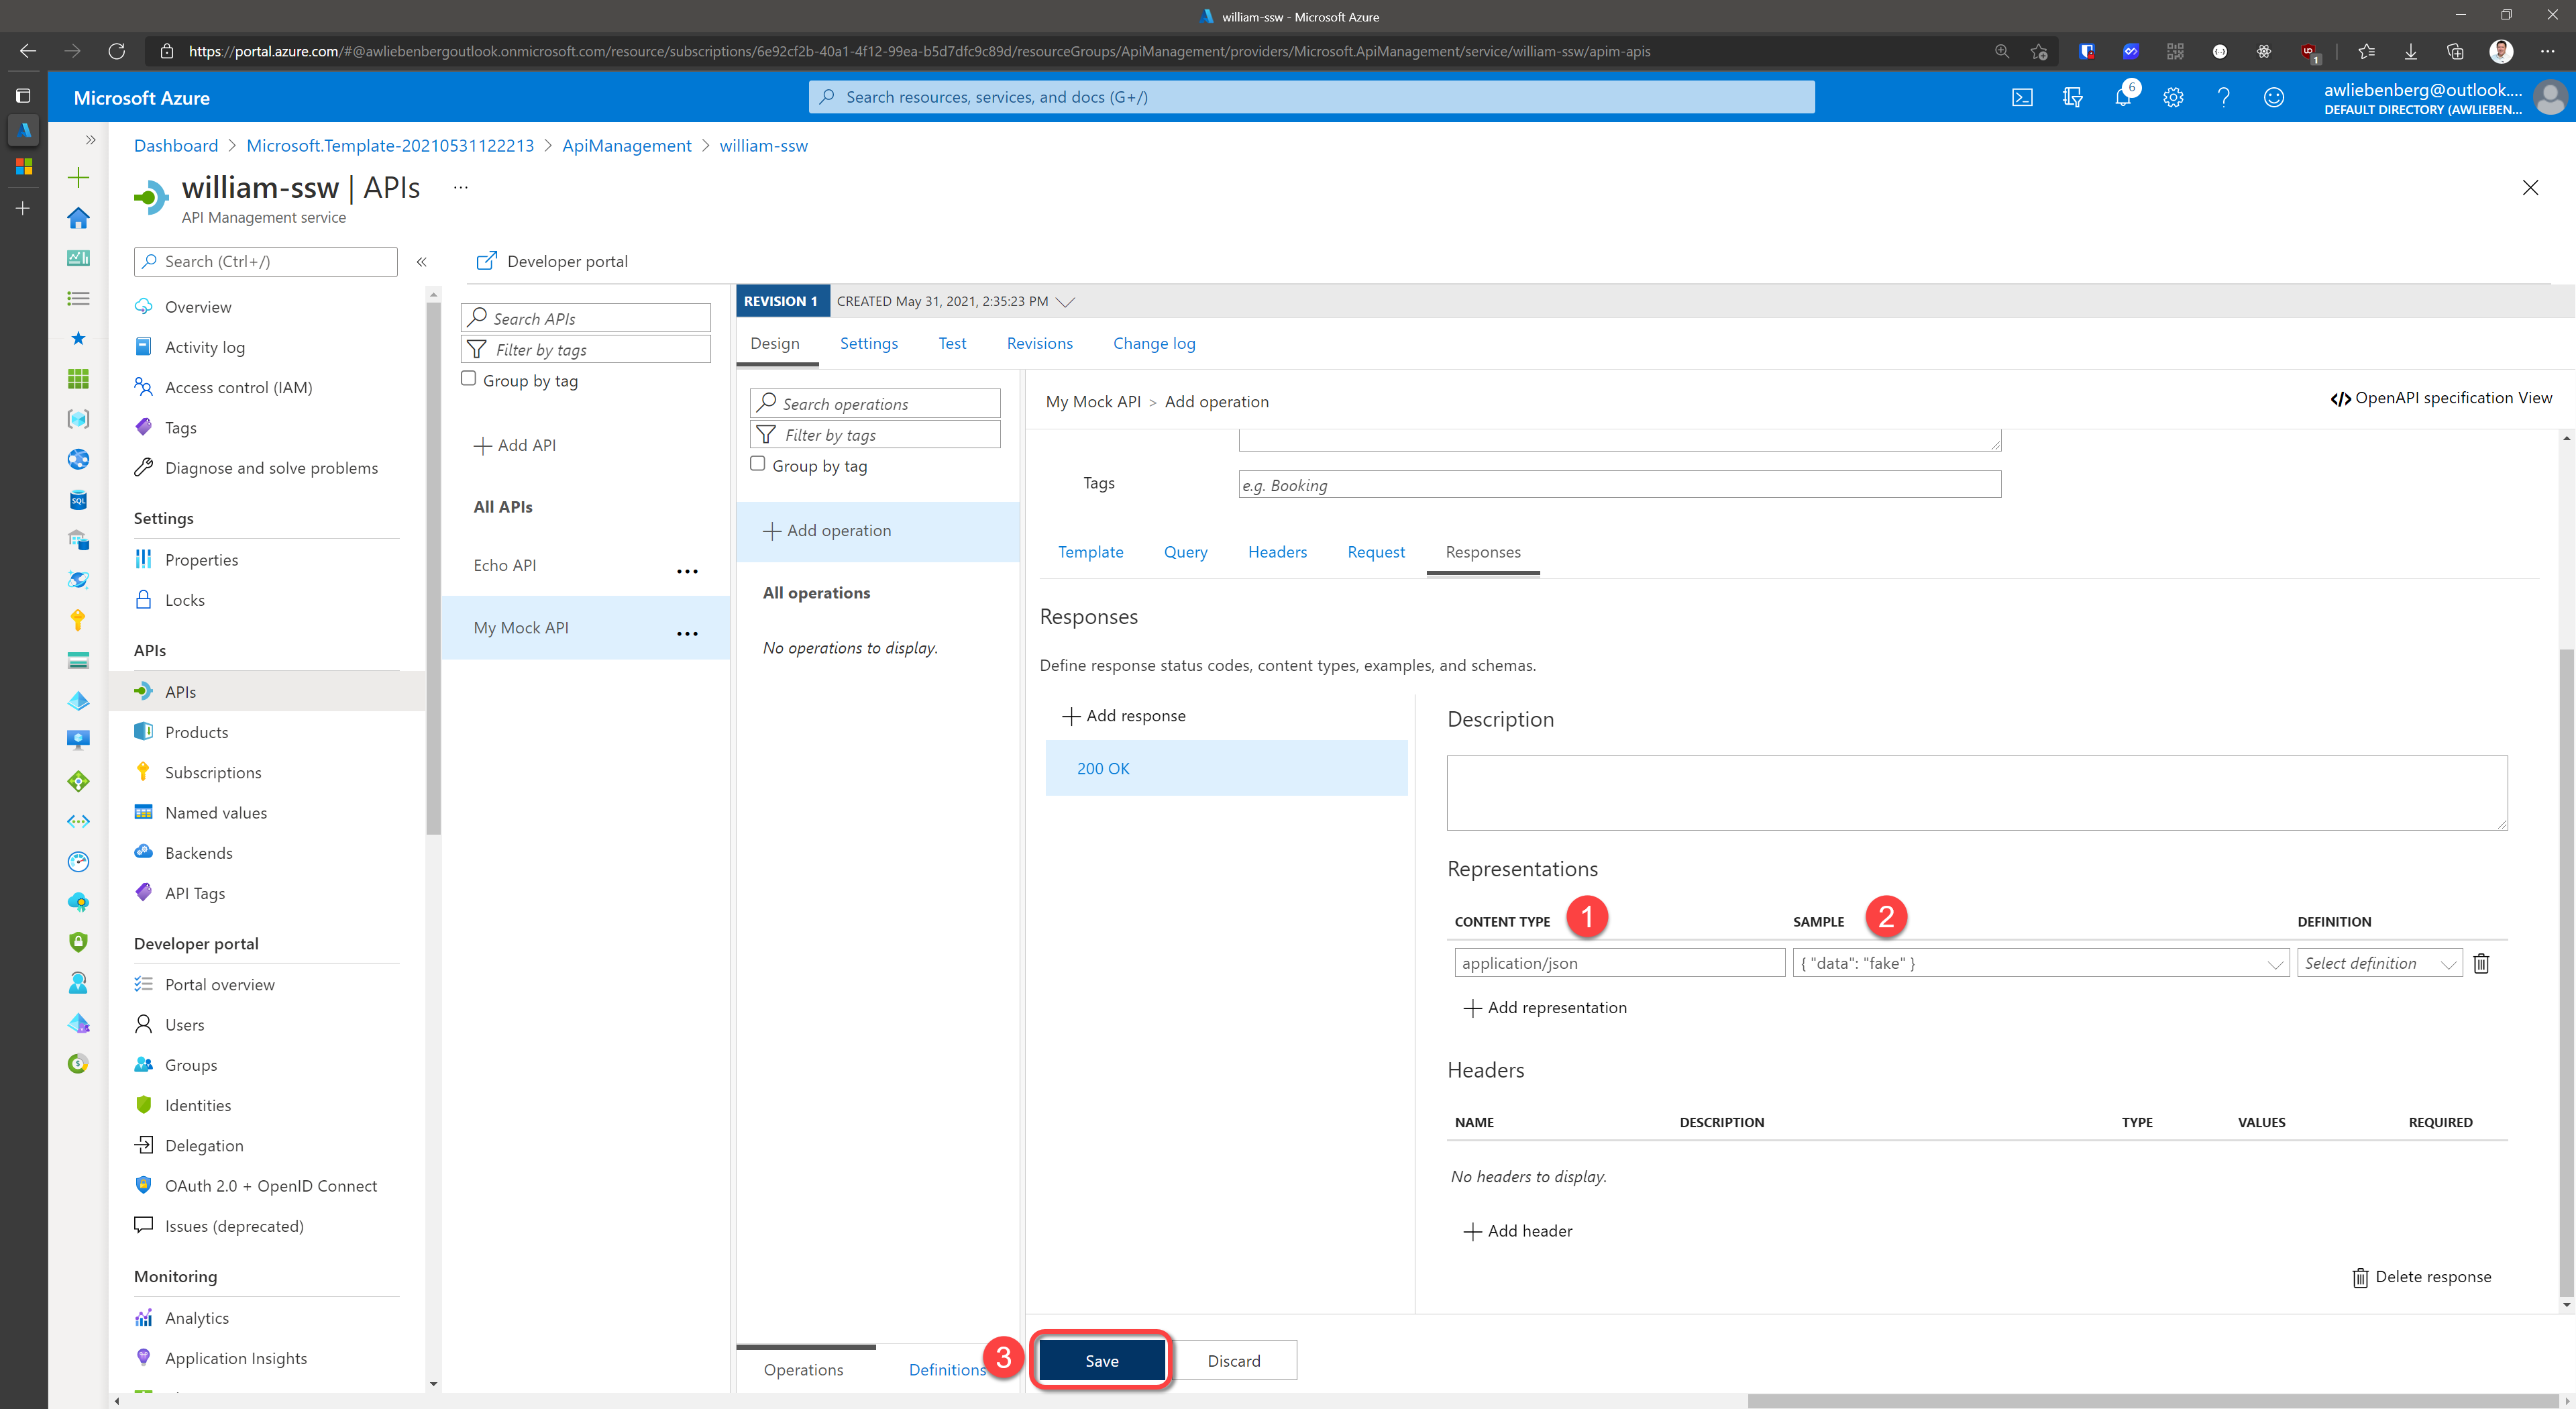 william-ssw - Microsoft Azure
https://portal.azure.com/#@awliebenbergoutlook.onmicrosoft.com/resource/subscriptions/6e92cf2b-40a1-4f12-99ea-b5d7dfc9c89d/resourceGroups/ApiManagement/providers/Microsoft.ApiManagement/service/william-ssw/apim-apis
1
Microsoft Azure
Search resources, services, and docs (G+/)
6
awliebenberg@outlook....
DEFAULT DIRECTORY (AWLIEBEN...
Dashboard > Microsoft.Template-20210531122213 > ApiManagement > william-ssw
william-ssw | APIs ...
API Management service
Search (Ctrl+/)
«
Overview
Activity log
Access control (IAM)
Tags
Diagnose and solve problems
Settings
Properties
Locks
APIs
APIs
Products
Subscriptions
Named values
Backends
API Tags
Developer portal
Portal overview
Users
Groups
Identities
Delegation
OAuth 2.0 + OpenID Connect
Issues (deprecated)
Monitoring
Analytics
Application Insights
Developer portal
Search APIs
Filter by tags
Group by tag
Add API
All APIs
Echo API
My Mock API
REVISION 1 CREATED May 31, 2021, 2:35:23 PM
Design Settings Test Revisions Change log
Search operations
Filter by tags
Group by tag
Add operation
All operations
No operations to display.
Operations Definitions
My Mock API > Add operation
OpenAPI specification View
Tags
e.g. Booking
Template Query Headers Request Responses
Responses
Define response status codes, content types, examples, and schemas.
Add response
200 OK
Description
Representations
CONTENT TYPE 1 SAMPLE 2 DEFINITION
application/json { "data": "fake" } Select definition
Add representation
Headers
NAME DESCRIPTION TYPE VALUES REQUIRED
No headers to display.
Add header
Delete response
3 Save Discard